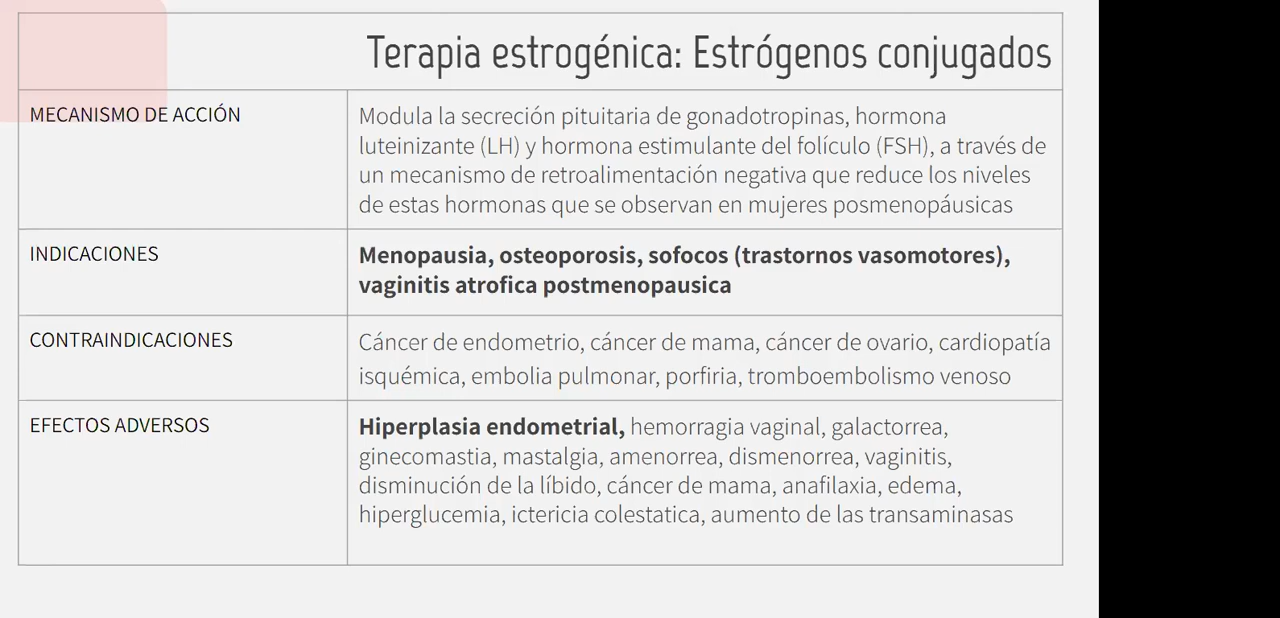 Terapia estrogénica: Estrógenos conjugados
MECANISMO DE ACCIÓN
Modula la secreción pituitaria de gonadotropinas, hormona
luteinizante (LH) y hormona estimulante del folículo (FSH), a través de
un mecanismo de retroalimentación negativa que reduce los niveles
de estas hormonas que se observan en mujeres posmenopáusicas
INDICACIONES
Menopausia, osteoporosis, sofocos (trastornos vasomotores),
vaginitis atrofica postmenopausica
CONTRAINDICACIONES
Cáncer de endometrio, cáncer de mama, cáncer de ovario, cardiopatía
isquémica, embolia pulmonar, porfiria, tromboembolismo venoso
EFECTOS ADVERSOS
Hiperplasia endometrial, hemorragia vaginal, galactorrea,
ginecomastia, mastalgia, amenorrea, dismenorrea, vaginitis,
disminución de la líbido, cáncer de mama, anafilaxia, edema,
hiperglucemia, ictericia colestatica, aumento de las transaminasas